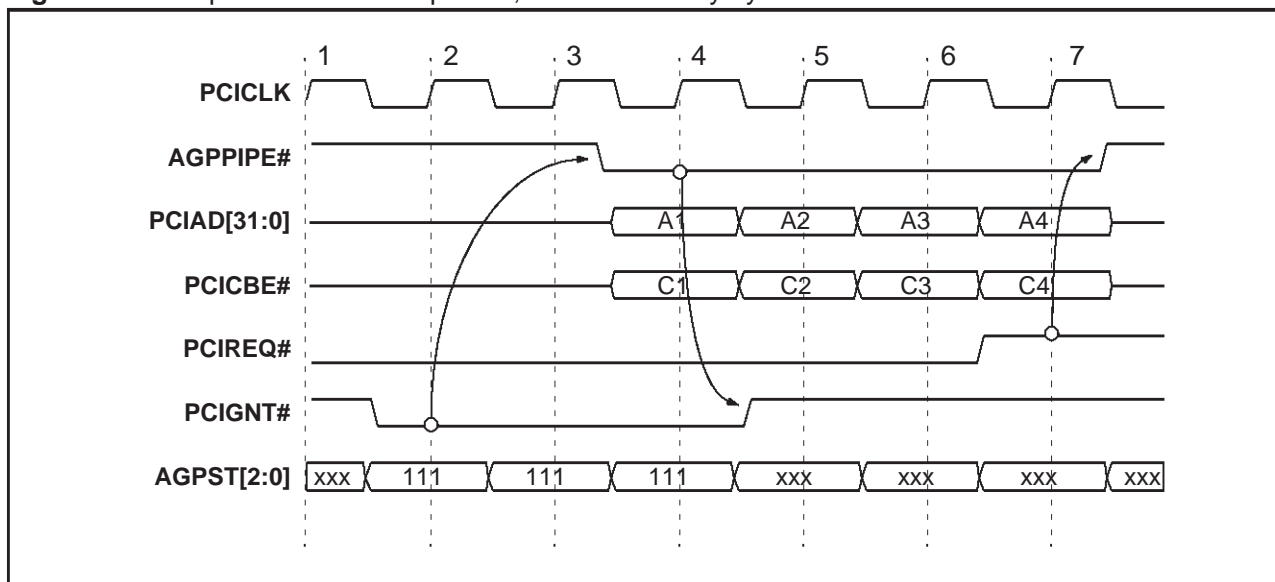 1 2 3 4 5 6 7
PCICLK
AGPPIPE#
PCIAD[31:0] A1 A2 A3 A4
PCICBE# C1 C2 C3 C4
PCIREQ#
PCIGNT#
AGPST[2:0] xxx 111 111 111 xxx xxx xxx xxx